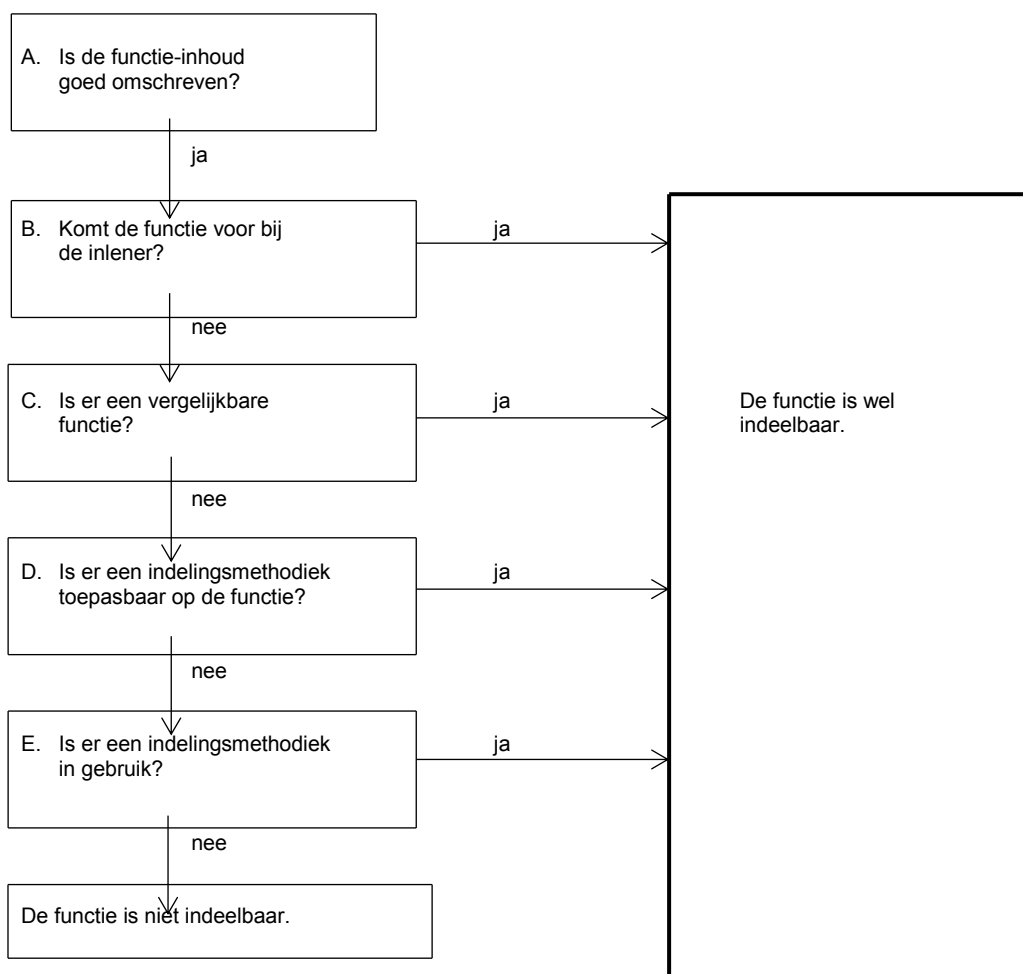 A. Is de functie-inhoud
goed omschreven?
ja
B. Komt de functie voor bij
de inlener?
ja
nee
C. Is er een vergelijkbare
functie?
ja
De functie is wel
indeelbaar.
nee
D. Is er een indelingsmethodiek
toepasbaar op de functie?
ja
nee
E. Is er een indelingsmethodiek
in gebruik?
ja
nee
De functie is niet indeelbaar.